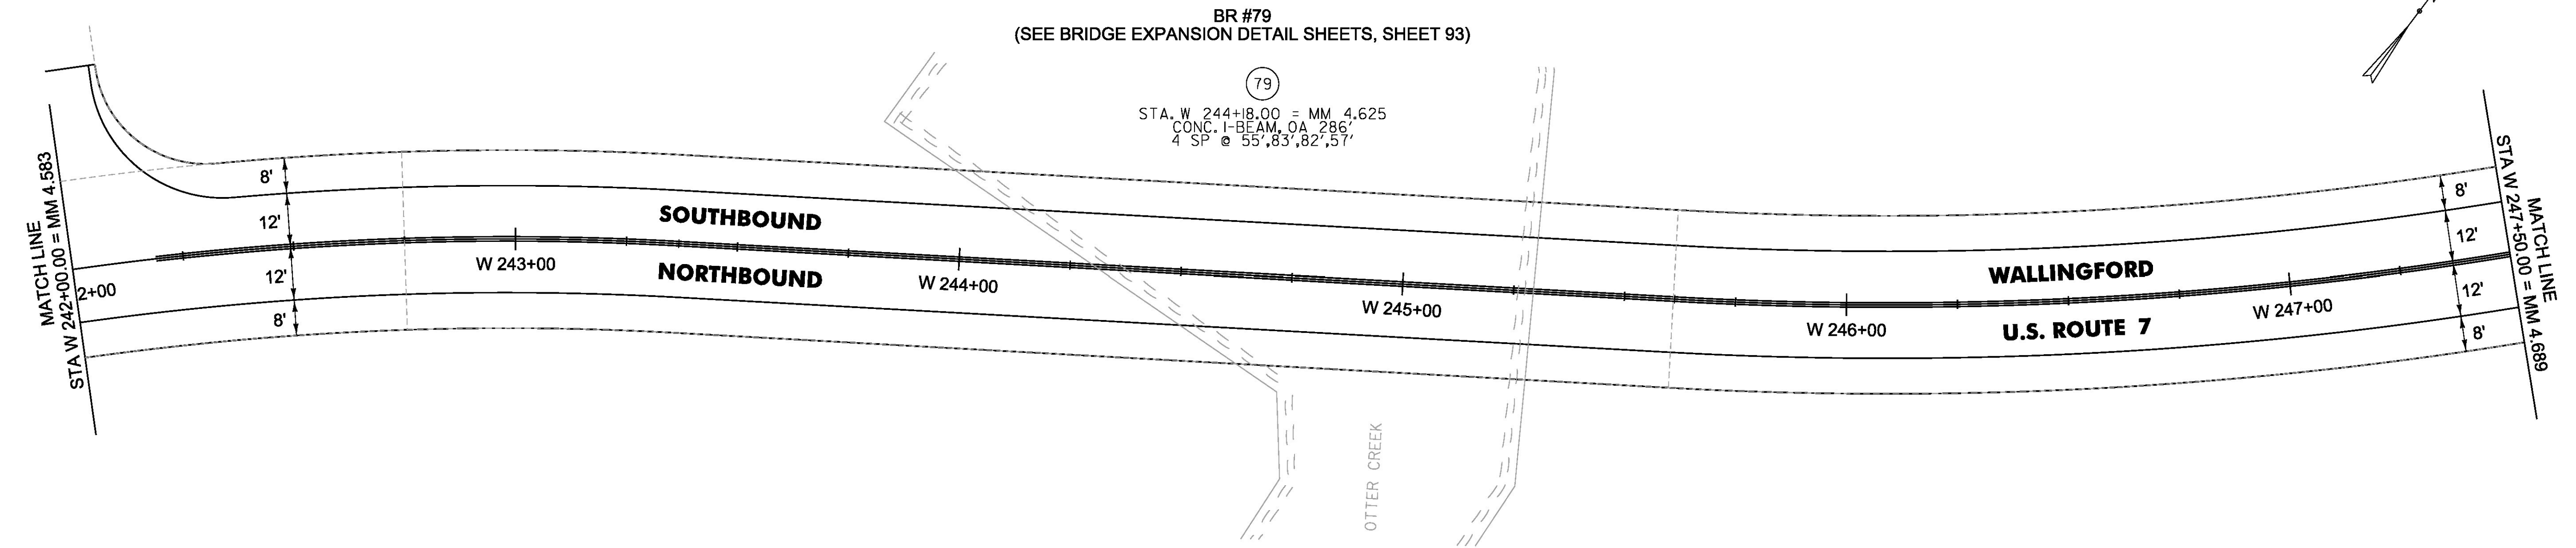 BR #79
(SEE BRIDGE EXPANSION DETAIL SHEETS, SHEET 93)
79
STA. W 244+18.00 = MM 4.625
CONC. I-BEAM, OA 286'
4 SP @ 55',83',82',57'
MATCH LINE
STA W 242+00.00 = MM 4.583
8'
12'
12'
8'
2+00
SOUTHBOUND
NORTHBOUND
W 243+00
W 244+00
W 245+00
W 246+00
W 247+00
WALLINGFORD
U.S. ROUTE 7
OTTER CREEK
8'
12'
12'
8'
STA W 247+50.00 = MM 4.689
MATCH LINE